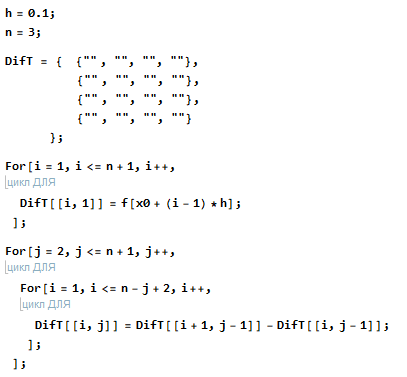 h = 0.1;
n = 3;
DifT = { {"", "", "", ""},
{"", "", "", ""},
{"", "", "", ""},
{"", "", "", ""}
};
For[i = 1, i <= n + 1, i++,
цикл ДЛЯ
DifT[[i, 1]] = f[x0 + (i - 1) * h];
];
For[j = 2, j <= n + 1, j++,
цикл ДЛЯ
For[i = 1, i <= n - j + 2, i++,
цикл ДЛЯ
DifT[[i, j]] = DifT[[i + 1, j - 1]] - DifT[[i, j - 1]];
];
];